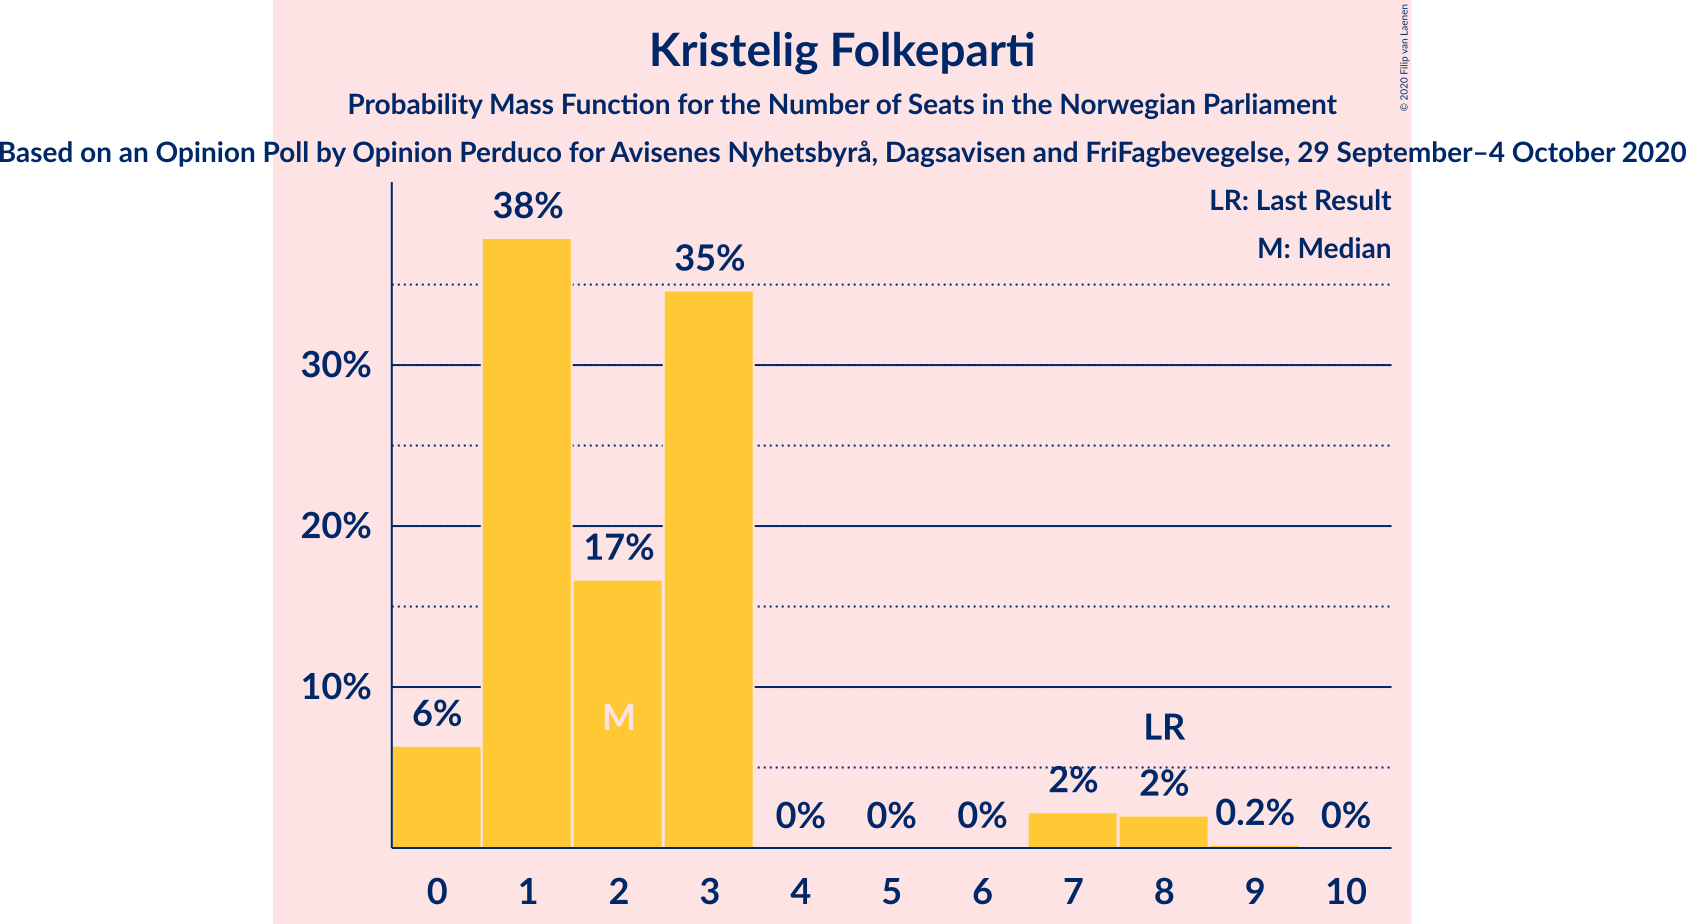 Kristelig Folkeparti
Probability Mass Function for the Number of Seats in the Norwegian Parliament
Based on an Opinion Poll by Opinion Perduco for Avisenes Nyhetsbyrå, Dagsavisen and FriFagbevegelse, 29 September–4 October 2020
© 2020 Filip van Laenen
LR: Last Result
M: Median
38%
35%
30%
20%
17%
10%
6%
M
LR
2%
2%
0%
0%
0%
0.2%
0%
0 1 2 3 4 5 6 7 8 9 10